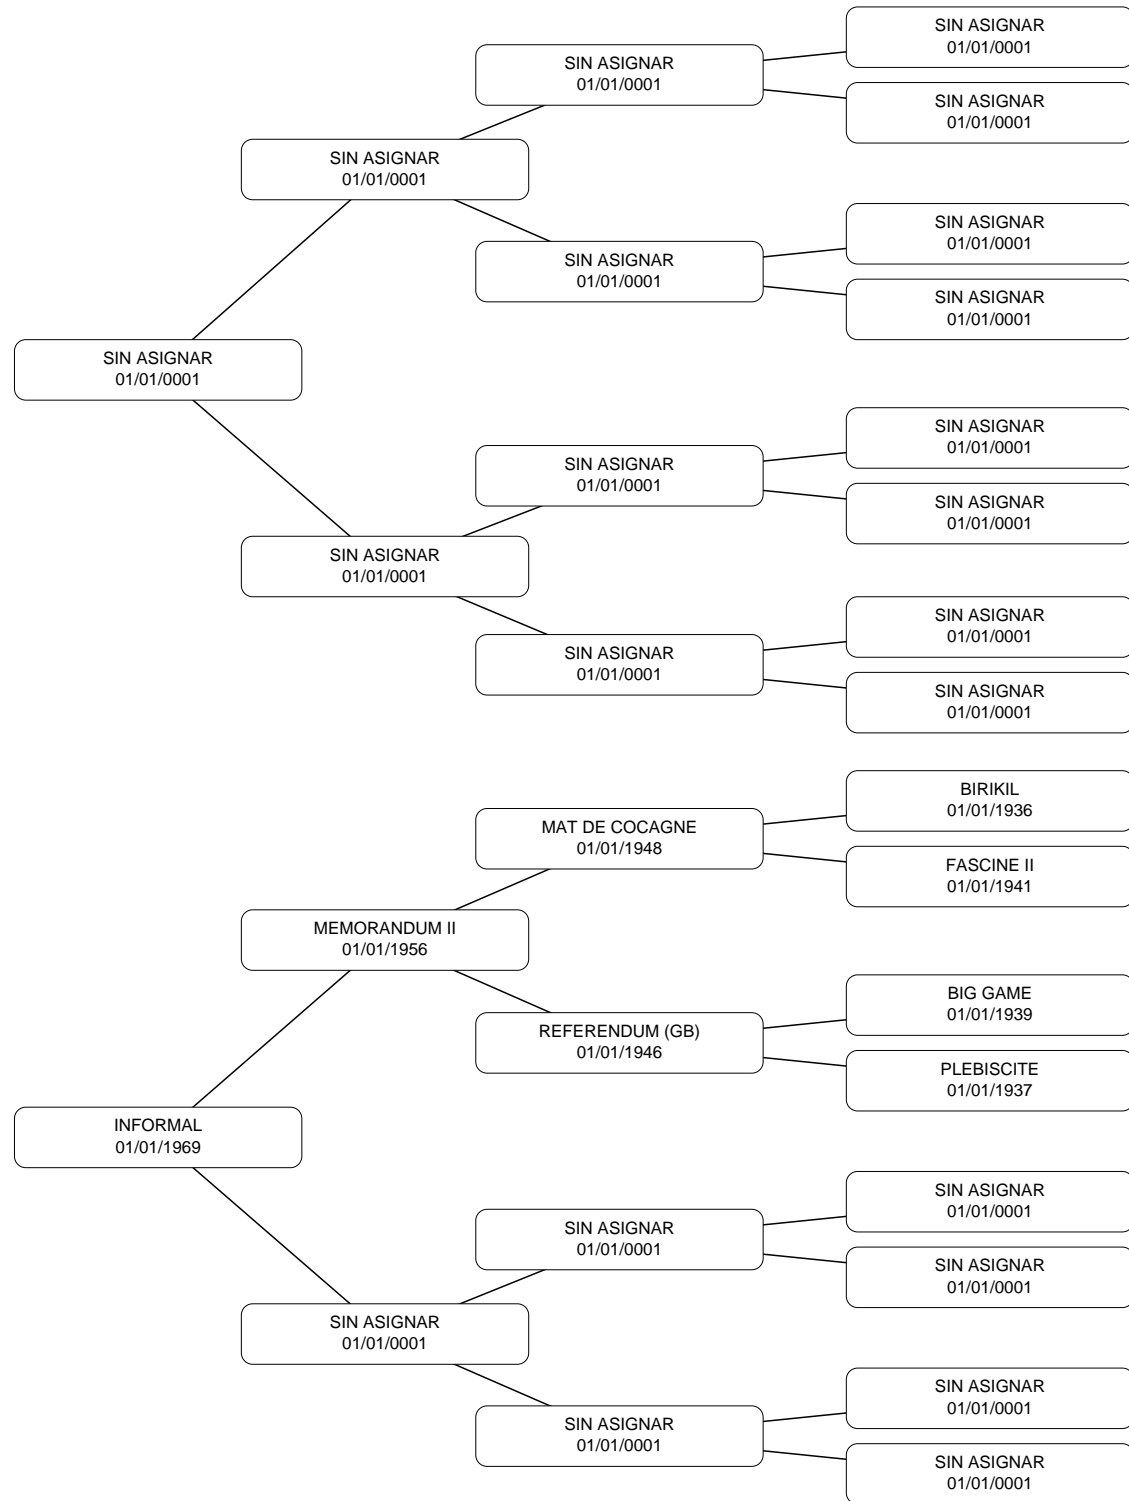 SIN ASIGNAR
01/01/0001
SIN ASIGNAR
01/01/0001
SIN ASIGNAR
01/01/0001
SIN ASIGNAR
01/01/0001
SIN ASIGNAR
01/01/0001
SIN ASIGNAR
01/01/0001
SIN ASIGNAR
01/01/0001
SIN ASIGNAR
01/01/0001
SIN ASIGNAR
01/01/0001
SIN ASIGNAR
01/01/0001
SIN ASIGNAR
01/01/0001
SIN ASIGNAR
01/01/0001
SIN ASIGNAR
01/01/0001
SIN ASIGNAR
01/01/0001
SIN ASIGNAR
01/01/0001
BIRIKIL
01/01/1936
MAT DE COCAGNE
01/01/1948
FASCINE II
01/01/1941
MEMORANDUM II
01/01/1956
BIG GAME
01/01/1939
REFERENDUM (GB)
01/01/1946
PLEBISCITE
01/01/1937
INFORMAL
01/01/1969
SIN ASIGNAR
01/01/0001
SIN ASIGNAR
01/01/0001
SIN ASIGNAR
01/01/0001
SIN ASIGNAR
01/01/0001
SIN ASIGNAR
01/01/0001
SIN ASIGNAR
01/01/0001
SIN ASIGNAR
01/01/0001